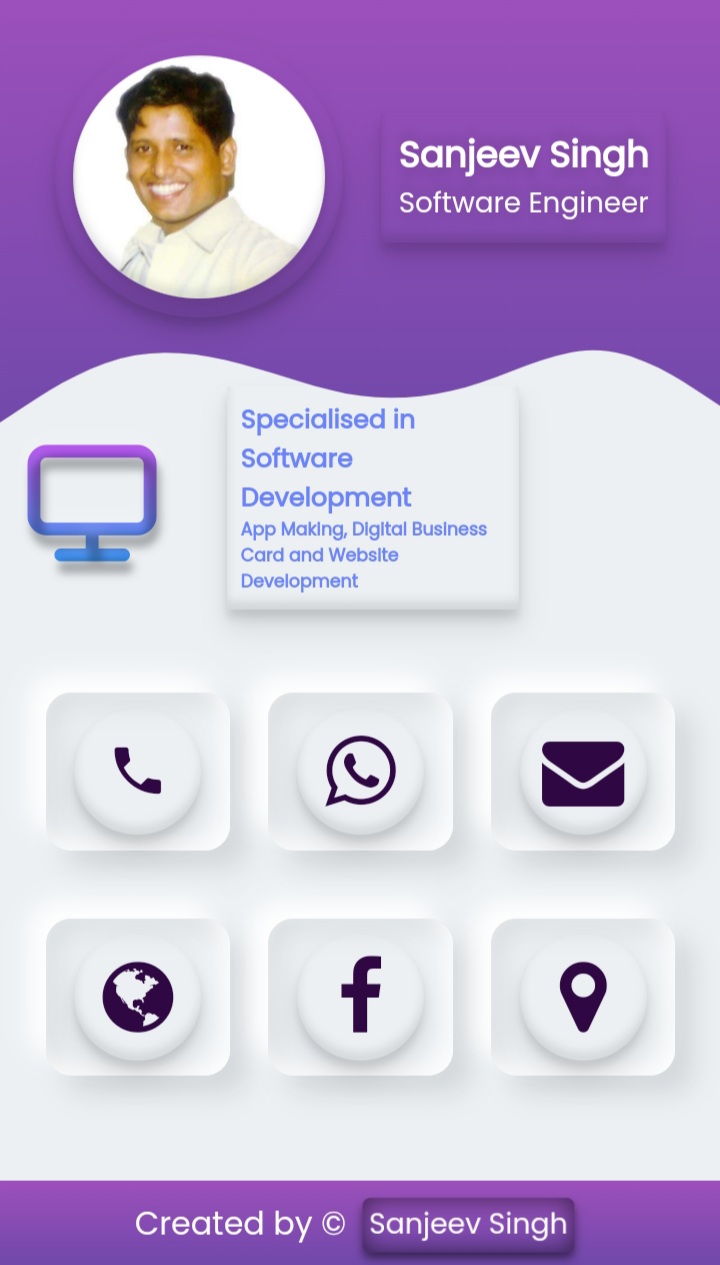 Sanjeev Singh
Software Engineer
Specialised in
Software
Development
App Making, Digital Business
Card and Website
Development
Created by © Sanjeev Singh